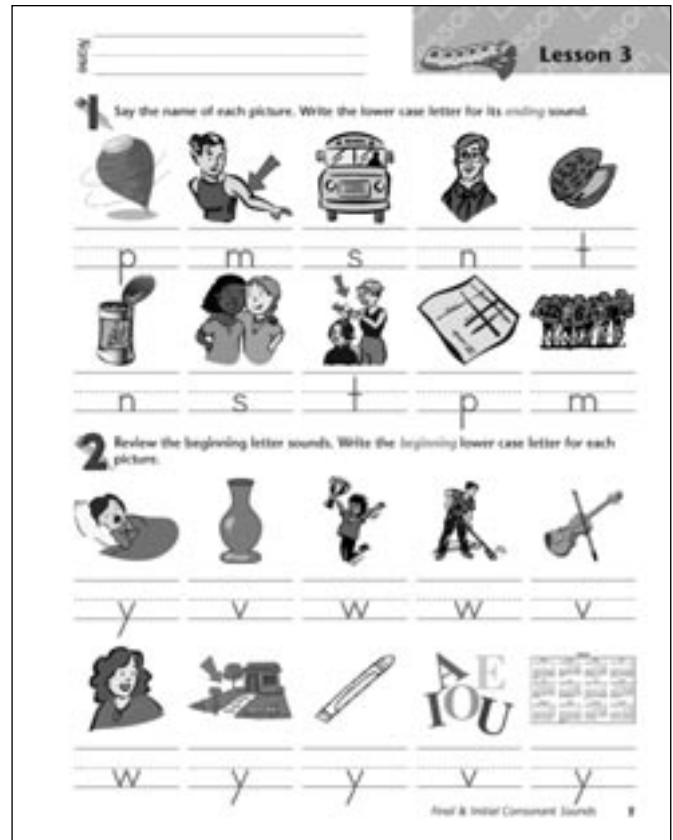 Name
Lesson 3
1 Say the name of each picture. Write the lower case letter for its ending sound.
p m s n t
n s t p m
2 Review the beginning letter sounds. Write the beginning lower case letter for each
picture.
y v w w v
A E
I O U
w y y v y
Final & Initial Consonant Sounds